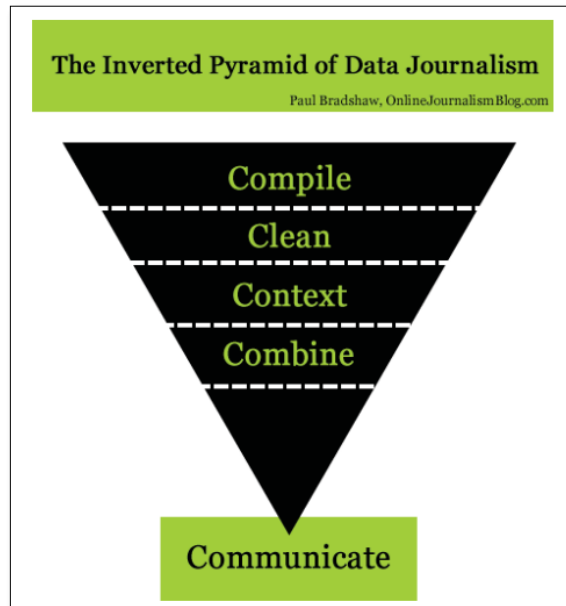 The Inverted Pyramid of Data Journalism
Paul Bradshaw, OnlineJournalismBlog.com
Compile
Clean
Context
Combine
Communicate